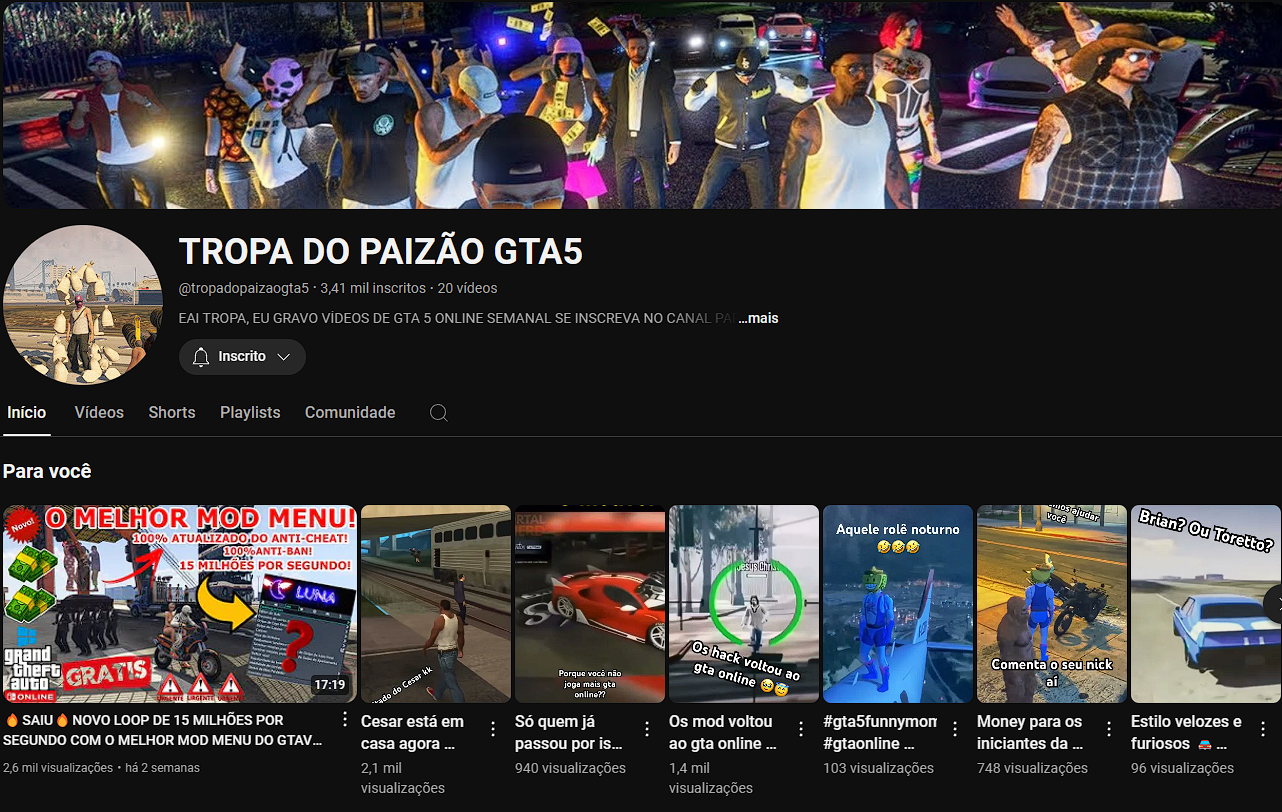 TROPA DO PAIZÃO GTA5
@tropadopaizaogta5 · 3,41 mil inscritos · 20 vídeos
EAI TROPA, EU GRAVO VÍDEOS DE GTA 5 ONLINE SEMANAL SE INSCREVA NO CANAL ...mais
Inscrito
Início Vídeos Shorts Playlists Comunidade
Para você
Novo!
O MELHOR MOD MENU!
100% ATUALIZADO DO ANTI-CHEAT!
100%ANTI-BAN!
15 MILHÕES POR SEGUNDO!
LUNA
grand
theft
auto
ONLINE
GRATIS
URGENTE URGENTE URGENTE
17:19
do Cesar kk
Porque você não
joga mais gta
online??
Jesus Chri
Os hack voltou ao
gta online 🥲😅
Aquele rolê noturno
🤣🤣🤣
ajudar
você
Comenta o seu nick
aí
Brian? Ou Toretto?
🔥 SAIU🔥 NOVO LOOP DE 15 MILHÕES POR
SEGUNDO COM O MELHOR MOD MENU DO GTAV...
2,6 mil visualizações • há 2 semanas
Cesar está em
casa agora ...
2,1 mil
visualizações
Só quem já
passou por is...
940 visualizações
Os mod voltou
ao gta online ...
1,4 mil
visualizações
#gta5funnymom
#gtaonline ...
103 visualizações
Money para os
iniciantes da ...
748 visualizações
Estilo velozes e
furiosos 🚘 ...
96 visualizações